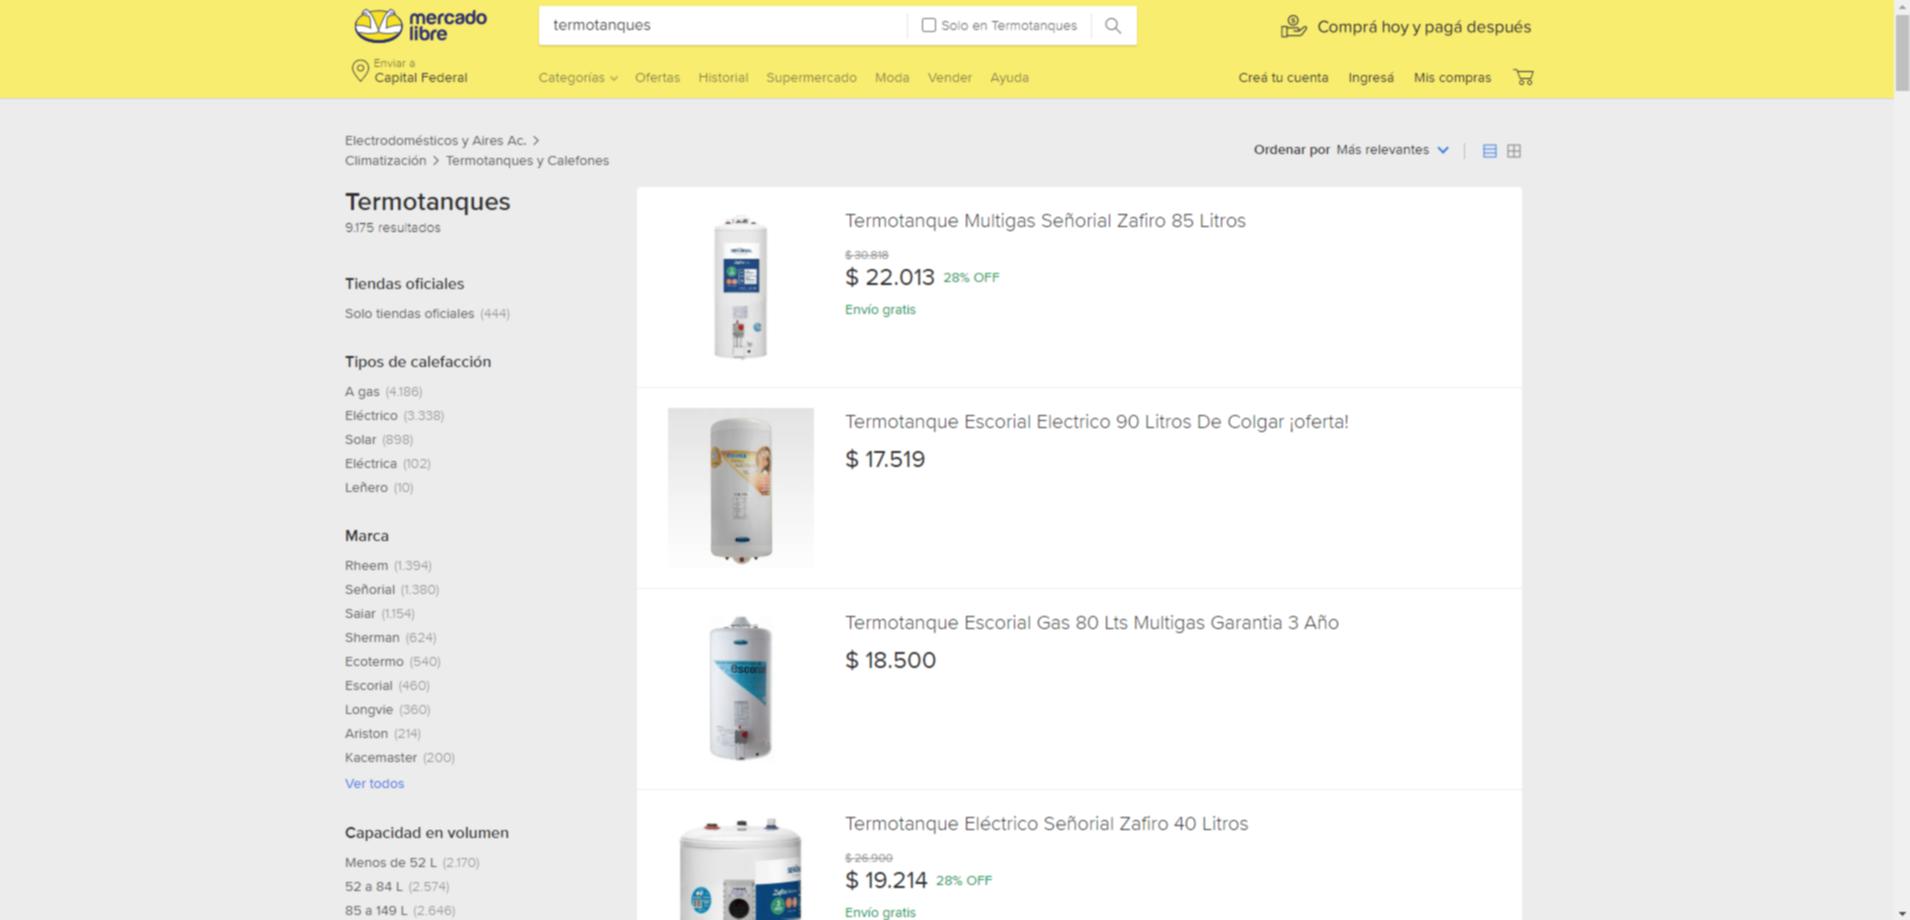 mercado
libre
termotanques
Solo en Termotanques
Comprá hoy y pagá después
Enviar a
Capital Federal
Categorías Ofertas Historial Supermercado Moda Vender Ayuda
Creá tu cuenta Ingresá Mis compras
Electrodomésticos y Aires Ac. >
Climatización > Termotanques y Calefones
Ordenar por Más relevantes
Termotanques
9.175 resultados
Tiendas oficiales
Solo tiendas oficiales (444)
Tipos de calefacción
A gas (4.186)
Eléctrico (3.338)
Solar (898)
Eléctrica (102)
Leñero (10)
Marca
Rheem (1.394)
Señorial (1.380)
Saiar (1.154)
Sherman (624)
Ecotermo (540)
Escorial (460)
Longvie (360)
Ariston (214)
Kacemaster (200)
Ver todos
Capacidad en volumen
Menos de 52 L (2.170)
52 a 84 L (2.574)
85 a 149 L (2.646)
Termotanque Multigas Señorial Zafiro 85 Litros
$ 30.818
$ 22.013 28% OFF
Envío gratis
Termotanque Escorial Electrico 90 Litros De Colgar ¡oferta!
$ 17.519
Termotanque Escorial Gas 80 Lts Multigas Garantia 3 Año
$ 18.500
escorial
Termotanque Eléctrico Señorial Zafiro 40 Litros
$ 26.900
$ 19.214 28% OFF
Envío gratis